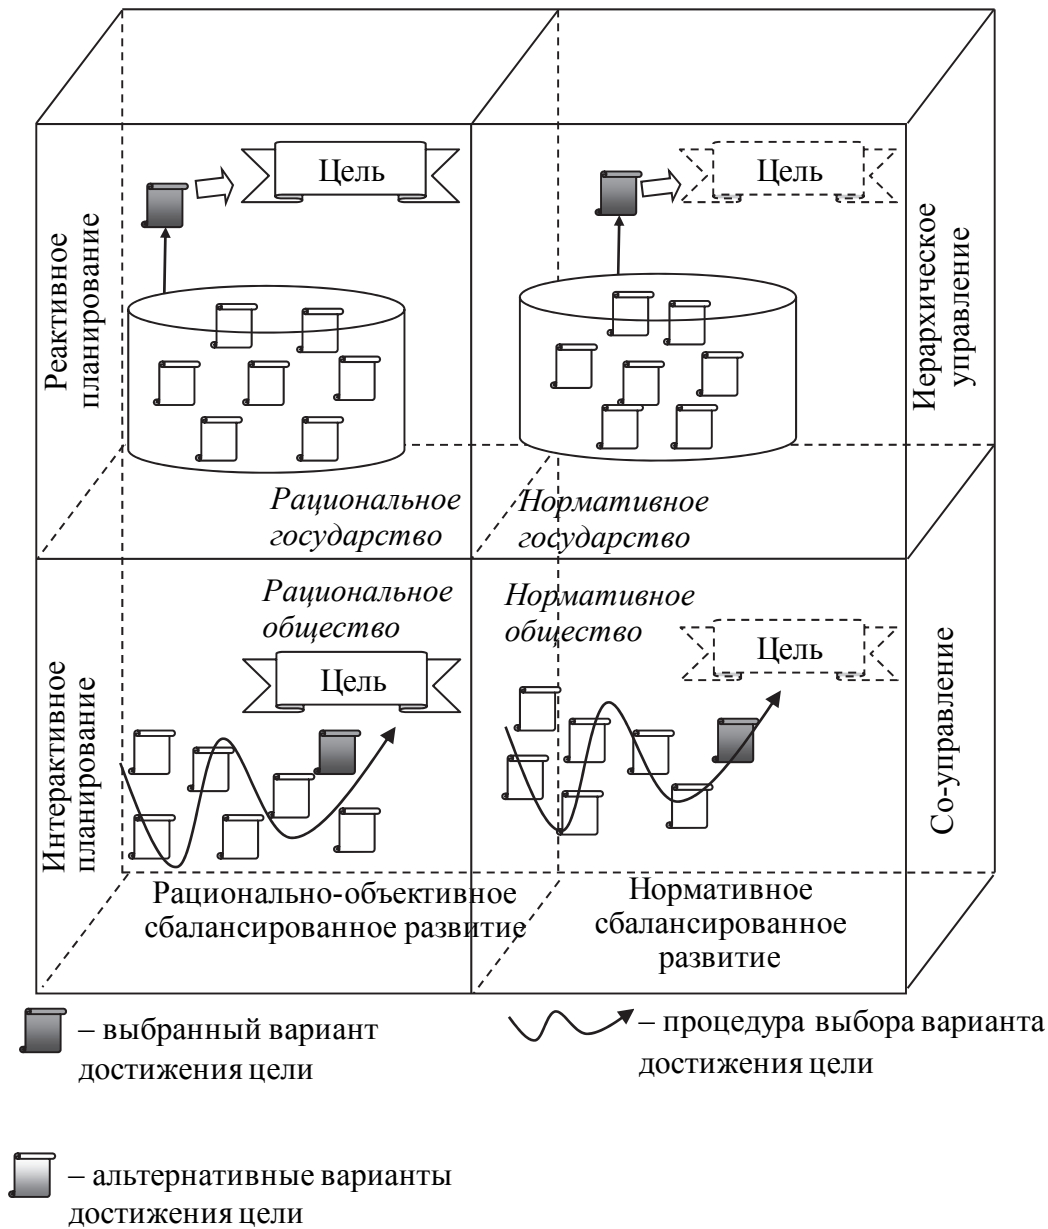 Цель
Цель
Реактивное
планирование
Иерархическое
управление
Рациональное
государство
Нормативное
государство
Рациональное
общество
Нормативное
общество
Цель
Цель
Интерактивное
планирование
Со-управление
Рационально-объективное
сбалансированное развитие
Нормативное
сбалансированное
развитие
– выбранный вариант
достижения цели
– процедура выбора варианта
достижения цели
– альтернативные варианты
достижения цели